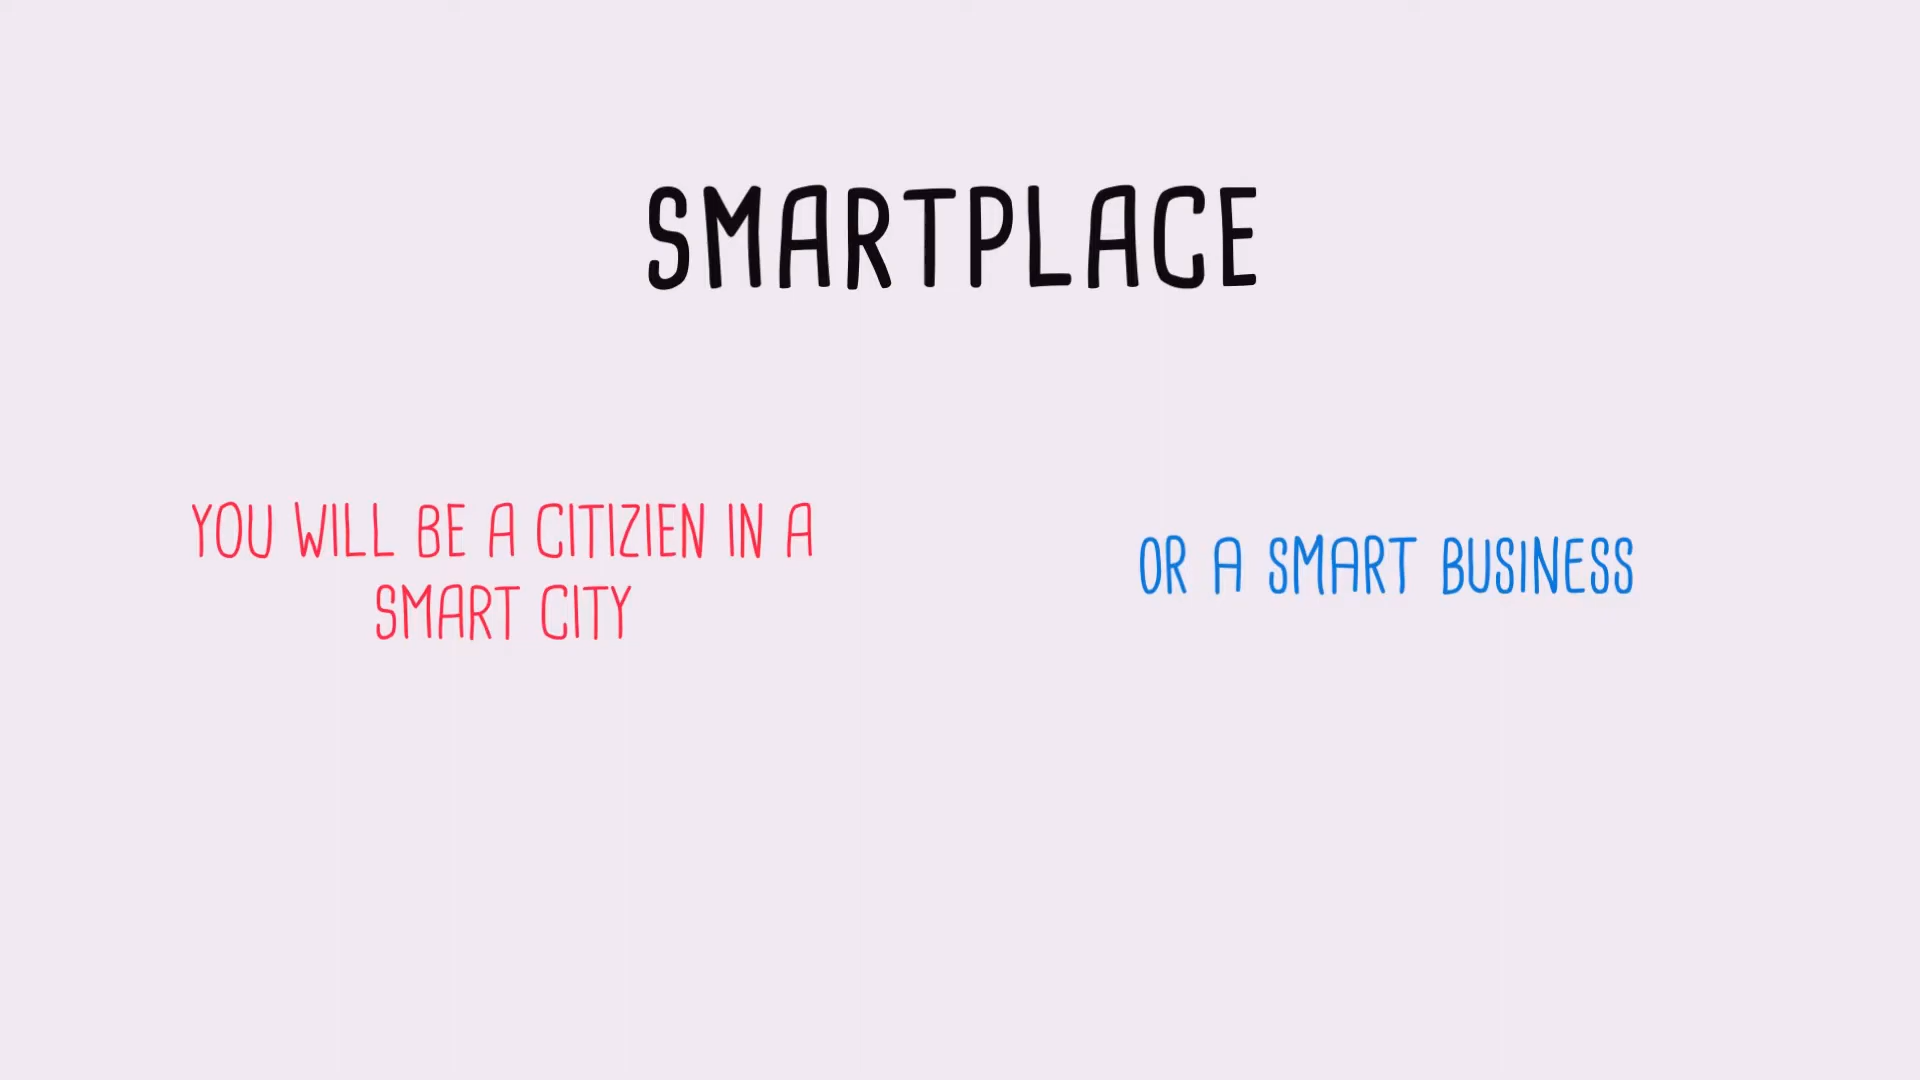 SMARTPLACE
YOU WILL BE A CITIZIEN IN A
SMART CITY
OR A SMART BUSINESS